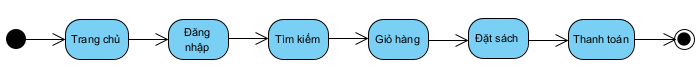 Trang chủ
Đăng
nhập
Tìm kiếm
Giỏ hàng
Đặt sách
Thanh toán